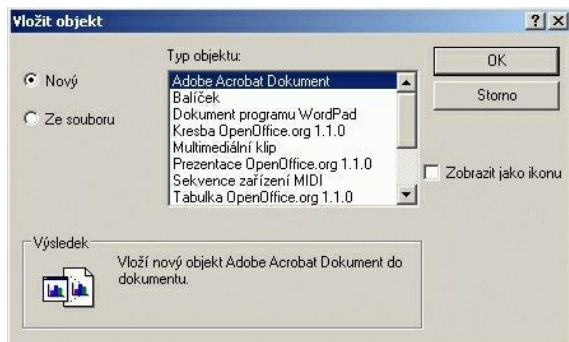 Vložit objekt
Typ objektu:
Nový
Ze souboru
Adobe Acrobat Dokument
Balíček
Dokument programu WordPad
Kresba OpenOffice.org 1.1.0
Multimediální klip
Prezentace OpenOffice.org 1.1.0
Sekvence zařízení MIDI
Tabulka OpenOffice.org 1.1.0
OK
Storno
Zobrazit jako ikonu
Výsledek
Vloží nový objekt Adobe Acrobat Dokument do
dokumentu.